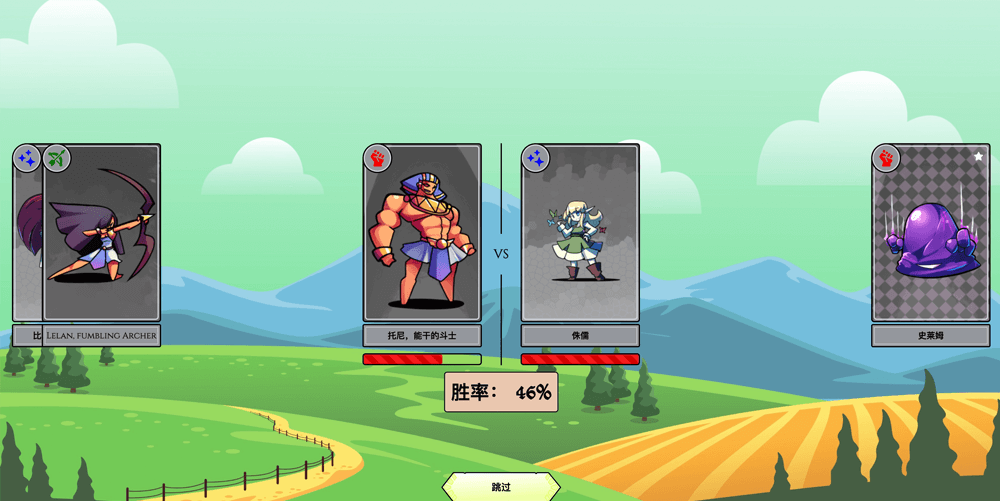 VS
比
Lelan, fumbling Archer
托尼，能干的斗士
侏儒
史莱姆
胜率： 46%
跳过